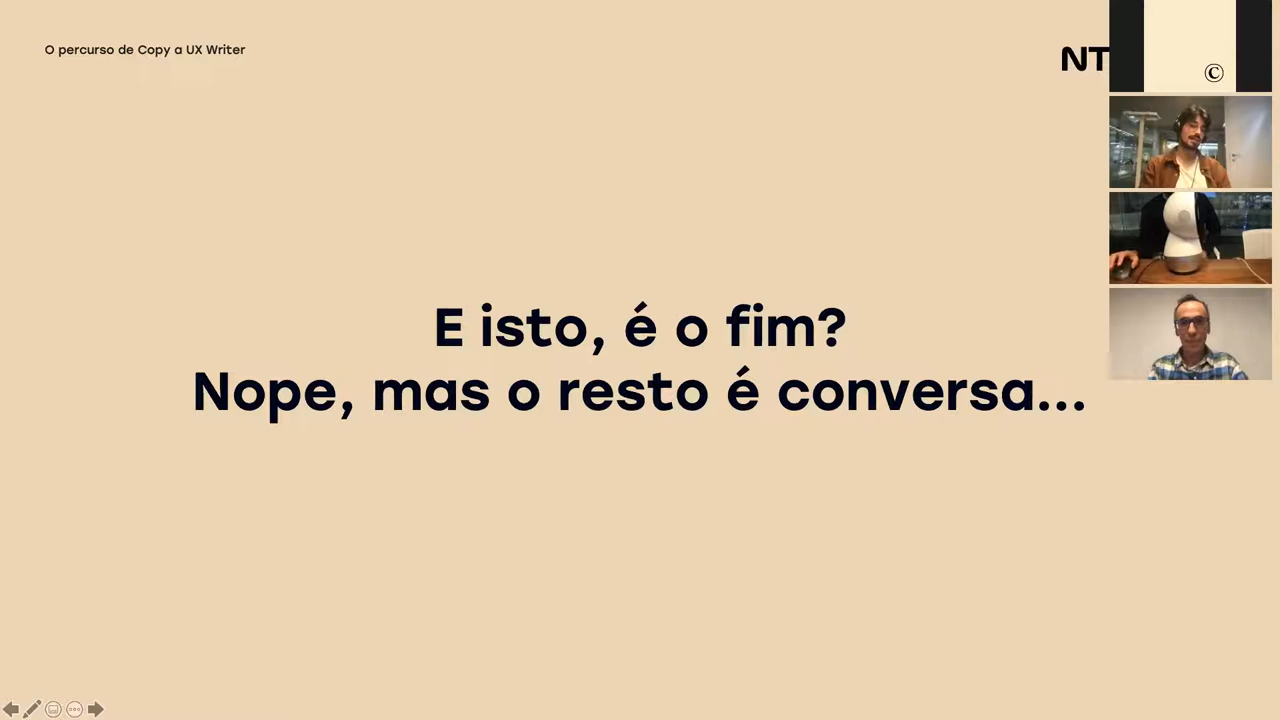 O percurso de Copy a UX Writer
NT
©
E isto, é o fim?
Nope, mas o resto é conversa...